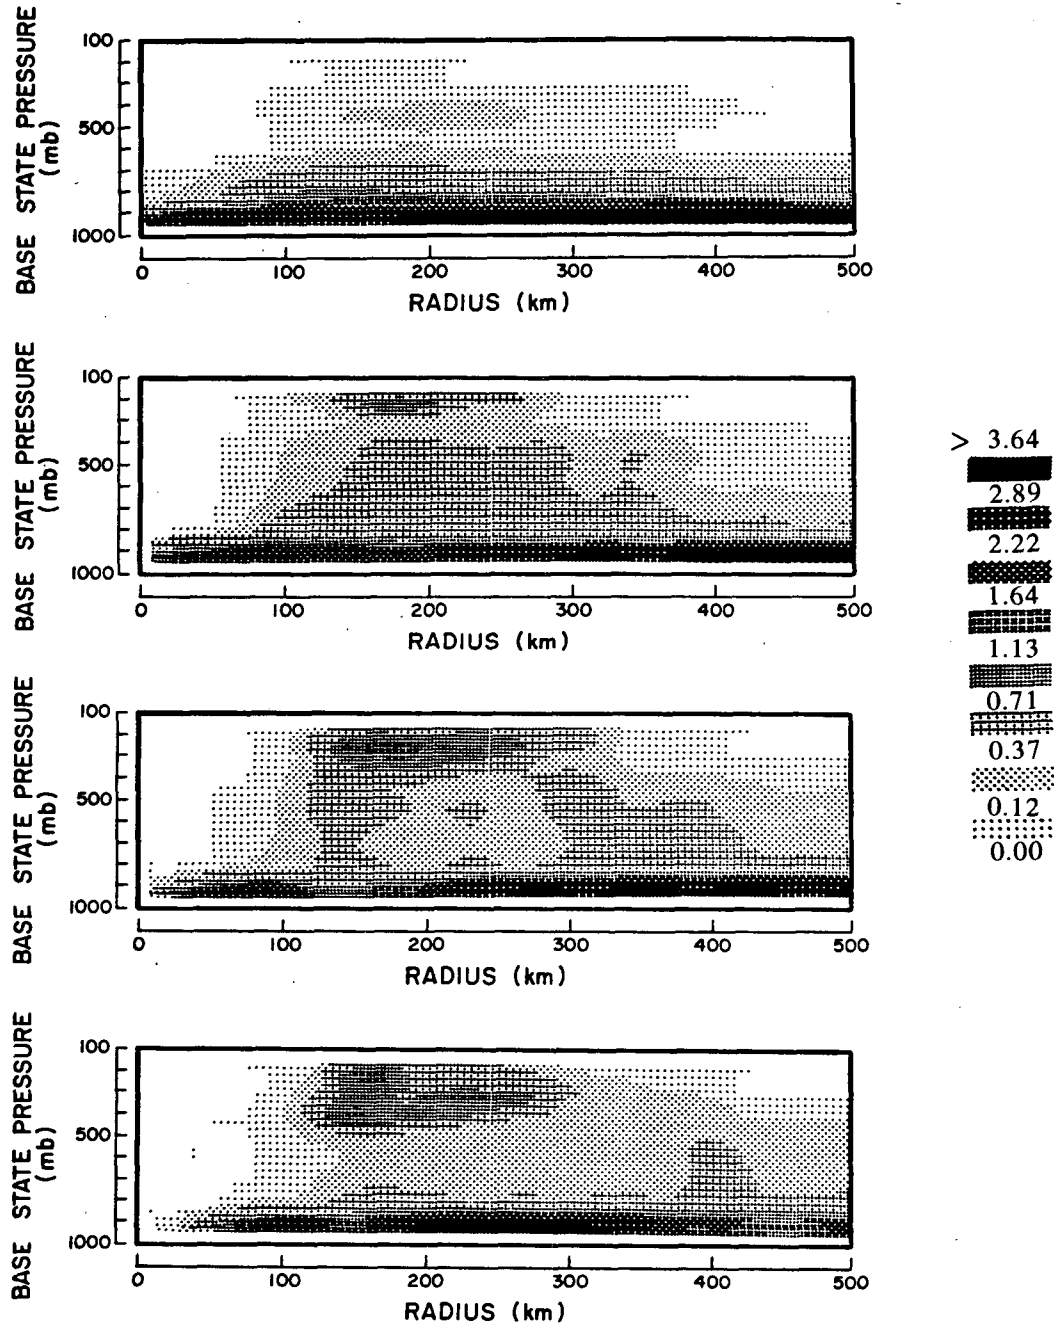 BASE STATE PRESSURE
(mb)
100
500
1000
0 100 200 300 400 500
RADIUS (km)
BASE STATE PRESSURE
(mb)
100
500
1000
0 100 200 300 400 500
RADIUS (km)
> 3.64
2.89
2.22
1.64
1.13
0.71
0.37
0.12
0.00
BASE STATE PRESSURE
(mb)
100
500
1000
0 100 200 300 400 500
RADIUS (km)
BASE STATE PRESSURE
(mb)
100
500
1000
0 100 200 300 400 500
RADIUS (km)